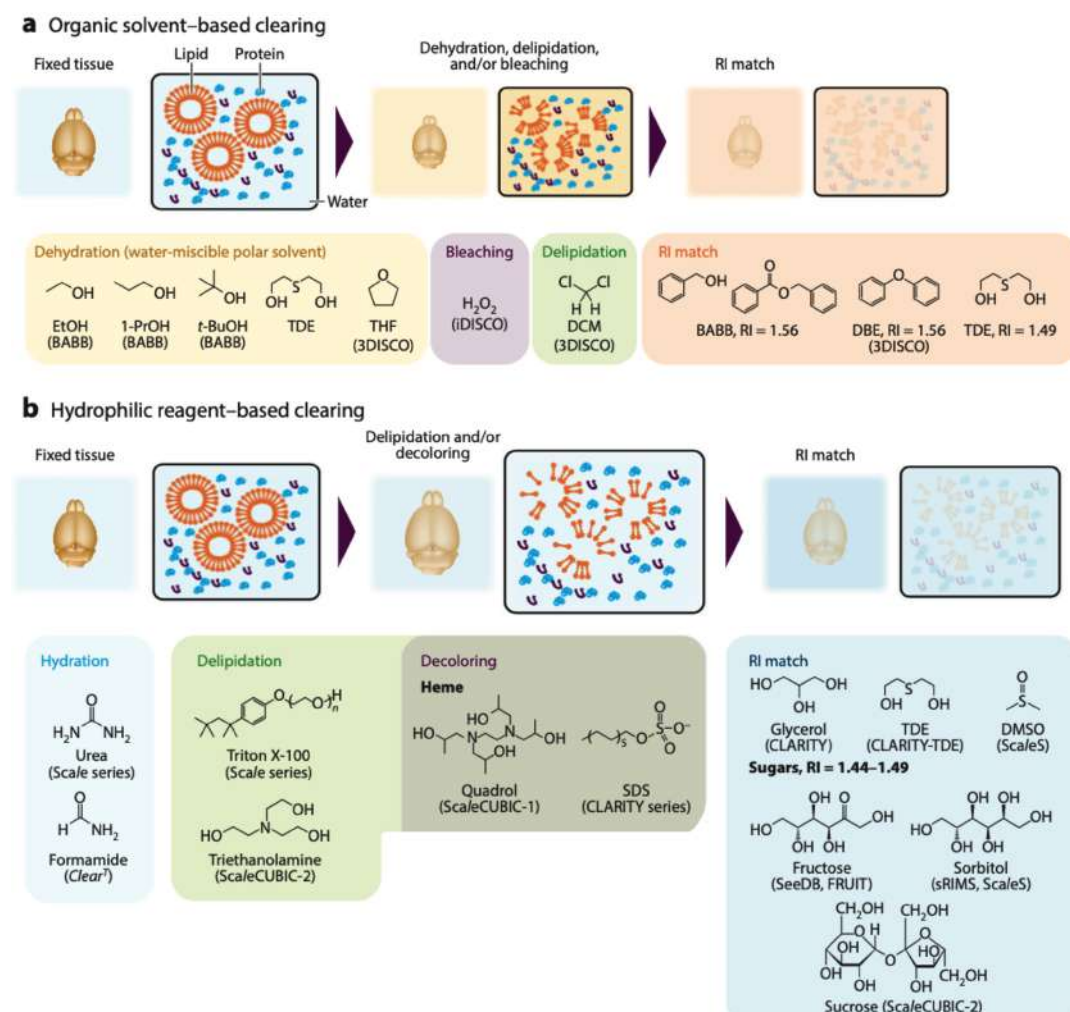 a Organic solvent–based clearing
Fixed tissue
Lipid
Protein
Water
Dehydration, delipidation,
and/or bleaching
RI match
Dehydration (water-miscible polar solvent)
OH
EtOH
(BABB)
OH
1-PrOH
(BABB)
OH
t-BuOH
(BABB)
S
OH OH
TDE
O
THF
(3DISCO)
Bleaching
H2O2
(iDISCO)
Delipidation
Cl Cl
H H
DCM
(3DISCO)
RI match
OH
O
O
BABB, RI = 1.56
O
DBE, RI = 1.56
(3DISCO)
S
OH OH
TDE, RI = 1.49
b Hydrophilic reagent–based clearing
Fixed tissue
Delipidation and/or
decoloring
RI match
Hydration
O
H2N NH2
Urea
(Scale series)
O
H NH2
Formamide
(ClearT)
Delipidation
O O H
n
Triton X-100
(Scale series)
OH
HO N OH
Triethanolamine
(ScaleCUBIC-2)
Decoloring
Heme
HO
HO N N OH
OH
Quadrol
(ScaleCUBIC-1)
O
5 O S O–
O
SDS
(CLARITY series)
RI match
HO OH
OH
Glycerol
(CLARITY)
S
OH OH
TDE
(CLARITY-TDE)
O
S
DMSO
(ScaleS)
Sugars, RI = 1.44–1.49
OH O
HO OH
OH OH
Fructose
(SeeDB, FRUIT)
OH OH
HO OH
OH OH
Sorbitol
(sRIMS, ScaleS)
CH2OH CH2OH
O H O
OH HO
OH O CH2OH
OH OH
Sucrose (ScaleCUBIC-2)